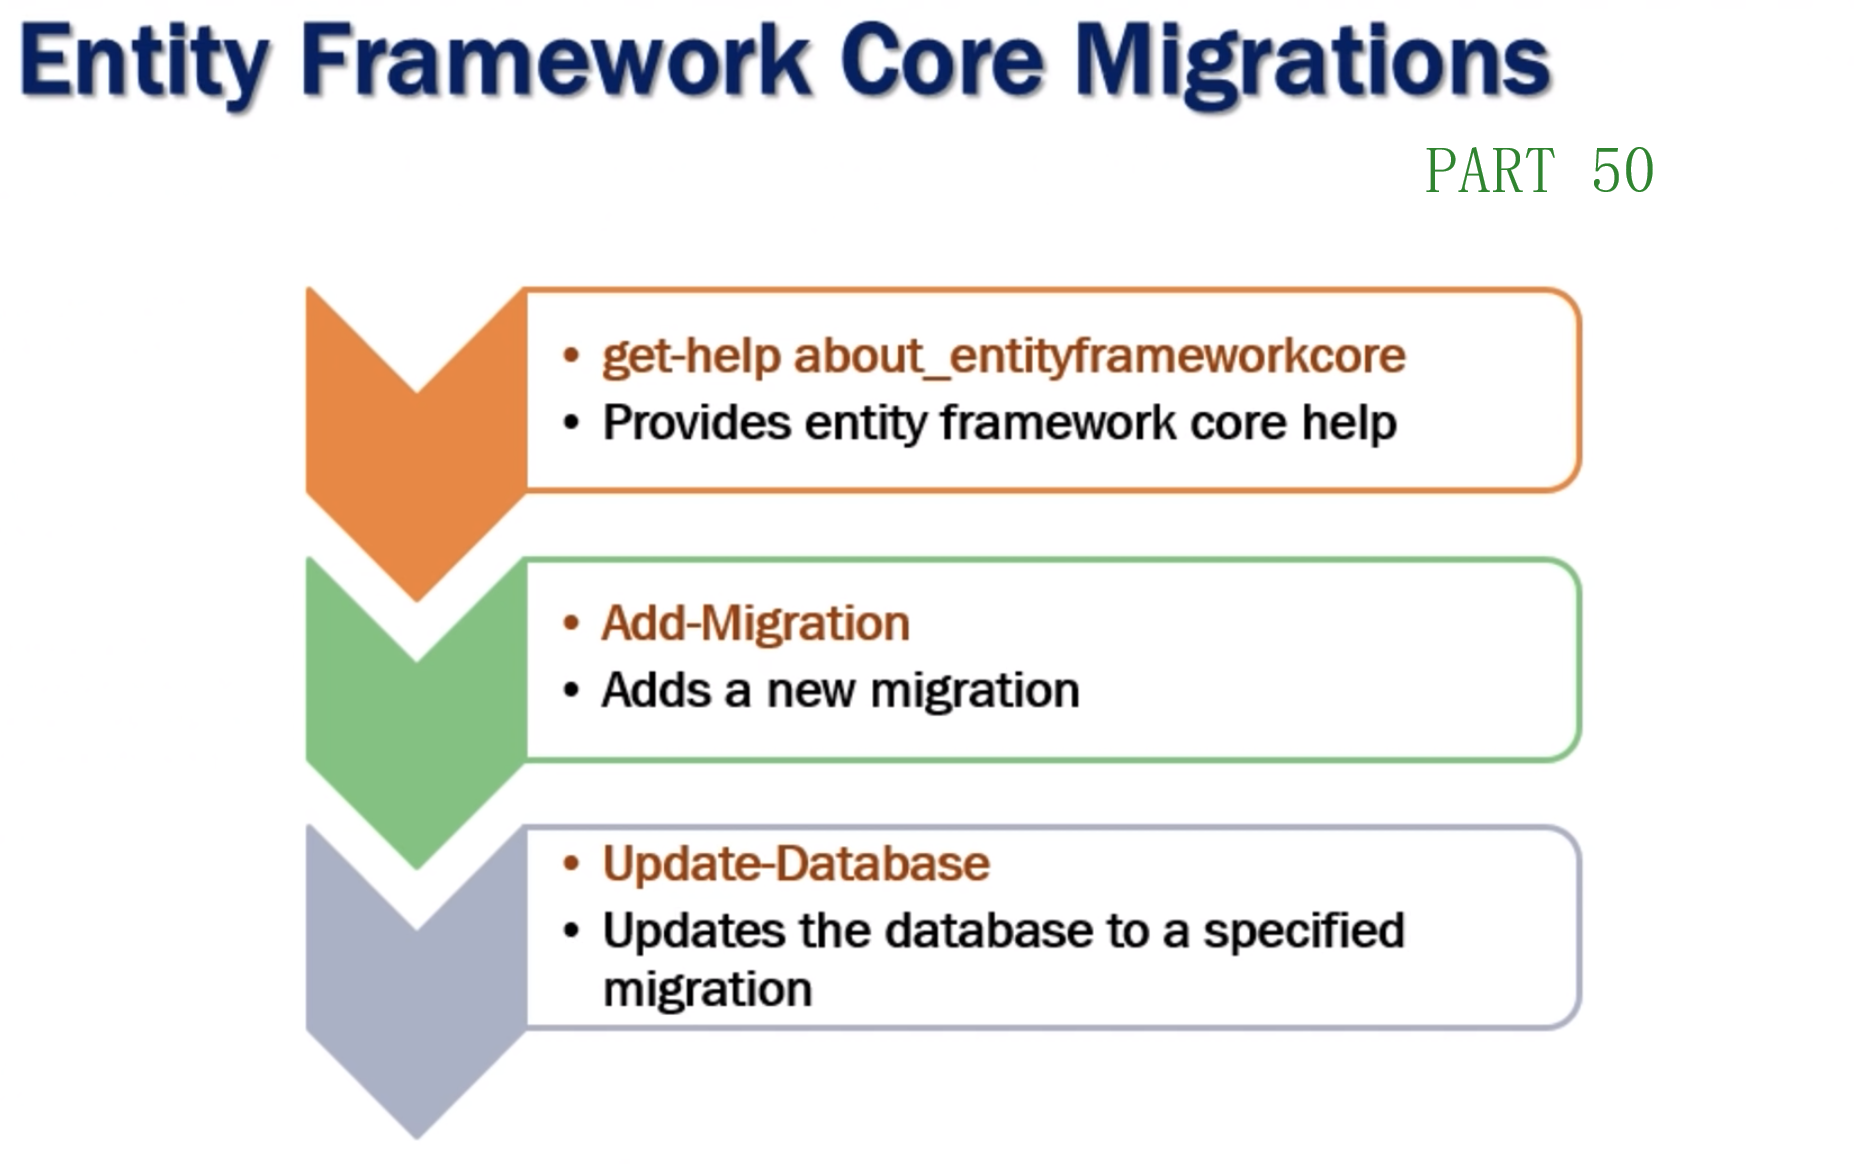 Entity Framework Core Migrations
PART 50
• get-help about_entityframeworkcore
• Provides entity framework core help
• Add-Migration
• Adds a new migration
• Update-Database
• Updates the database to a specified
migration